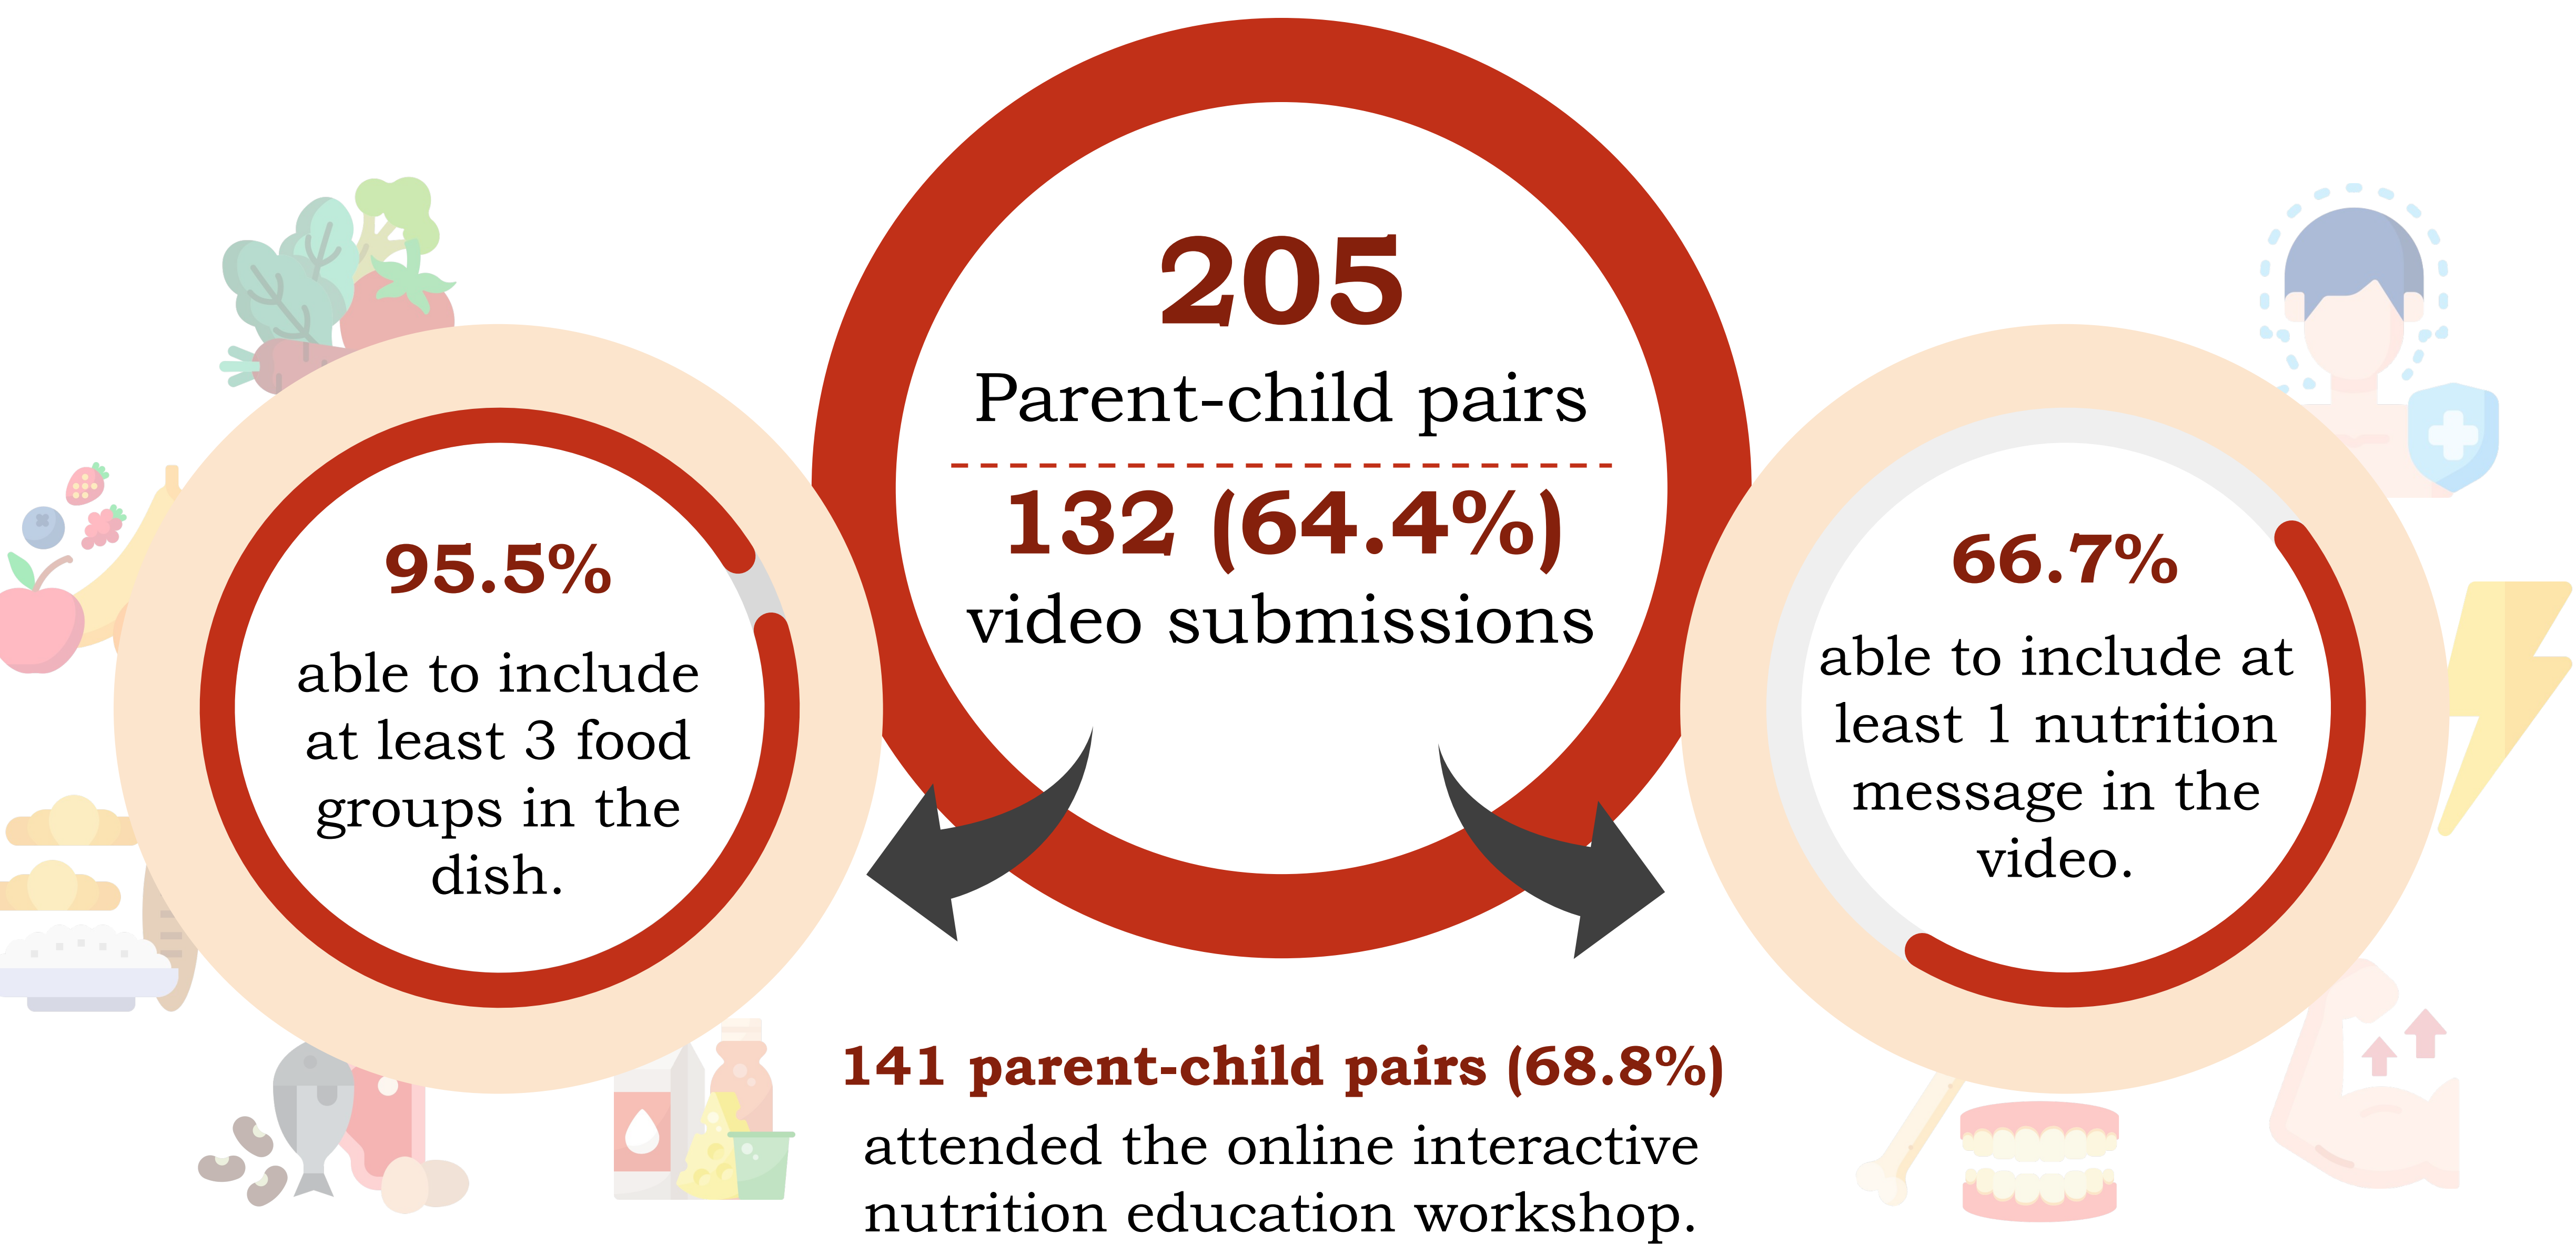 205
Parent-child pairs
132 (64.4%)
video submissions
95.5%
able to include
at least 3 food
groups in the
dish.
66.7%
able to include at
least 1 nutrition
message in the
video.
141 parent-child pairs (68.8%)
attended the online interactive
nutrition education workshop.